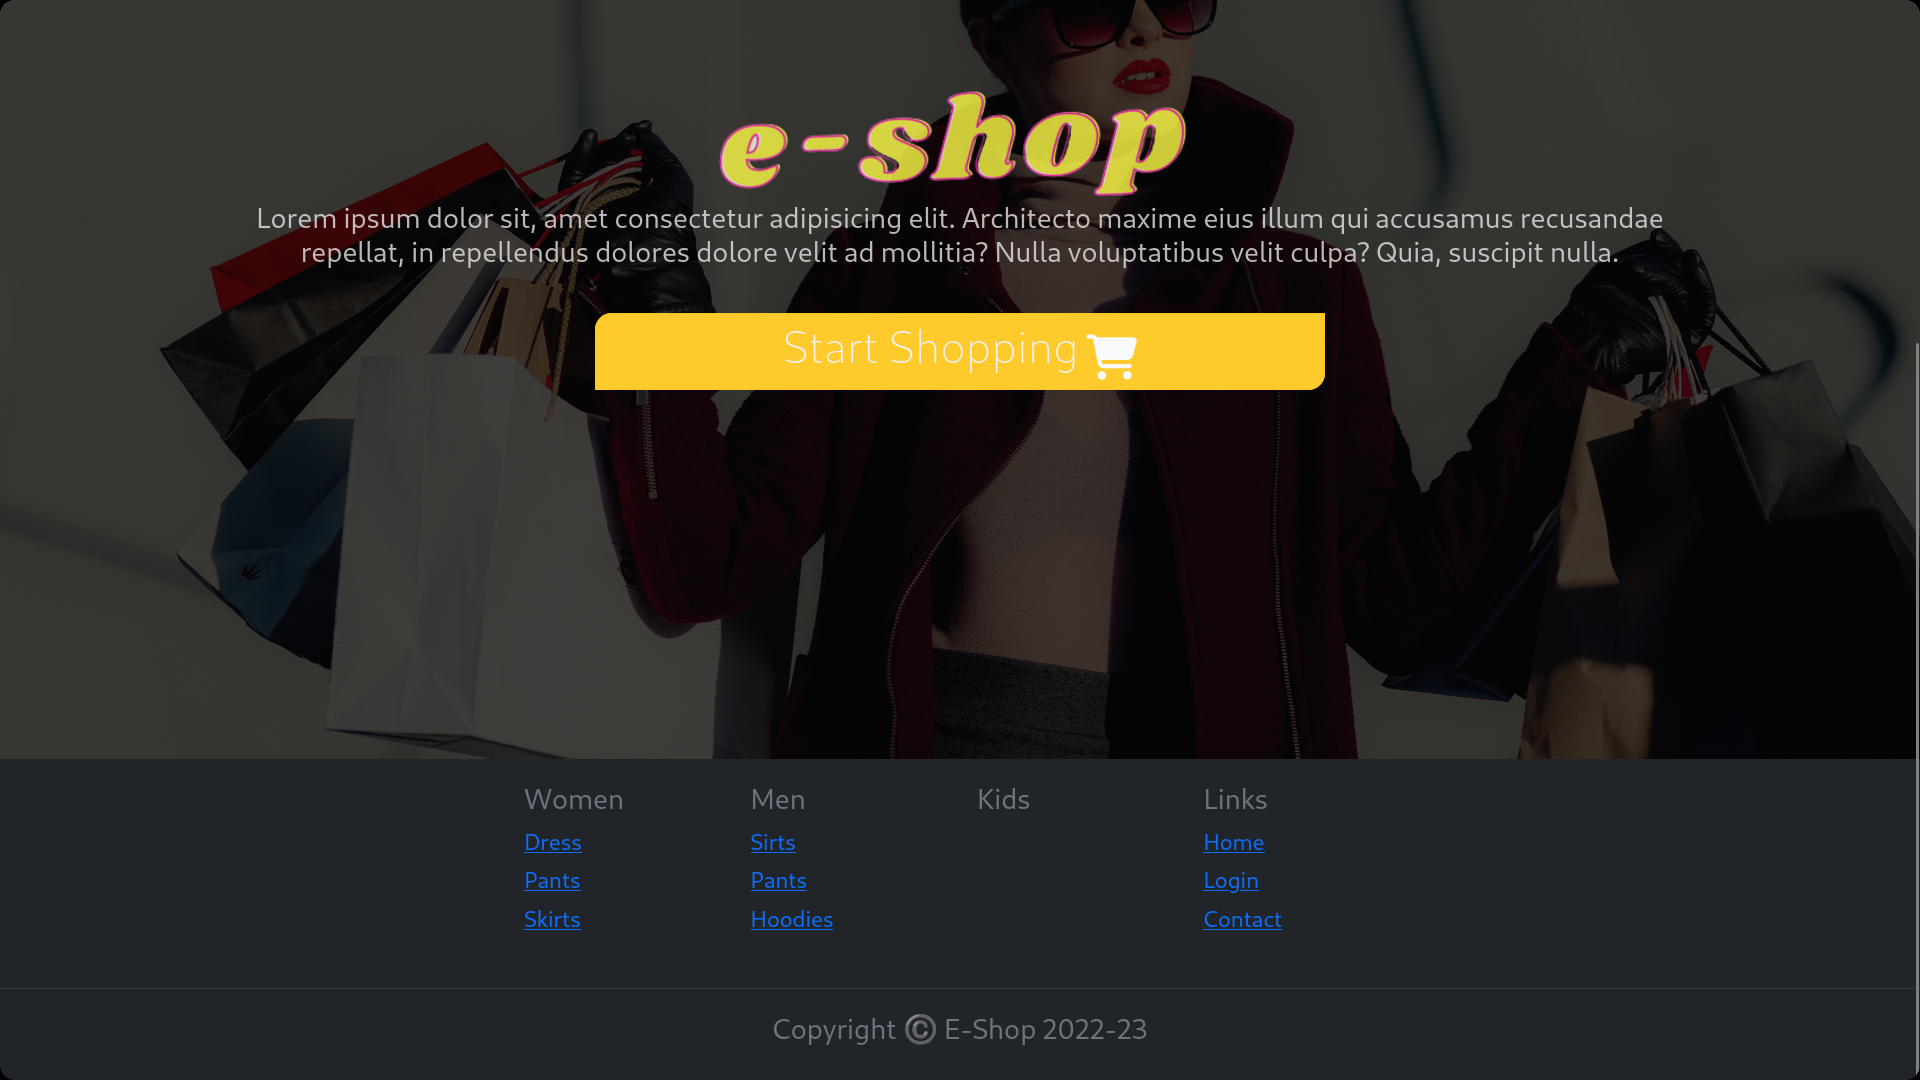 e-shop
Lorem ipsum dolor sit, amet consectetur adipisicing elit. Architecto maxime eius illum qui accusamus recusandae
repellat, in repellendus dolores dolore velit ad mollitia? Nulla voluptatibus velit culpa? Quia, suscipit nulla.
Start Shopping
Women
Dress
Pants
Skirts
Men
Sirts
Pants
Hoodies
Kids
Links
Home
Login
Contact
Copyright © E-Shop 2022-23